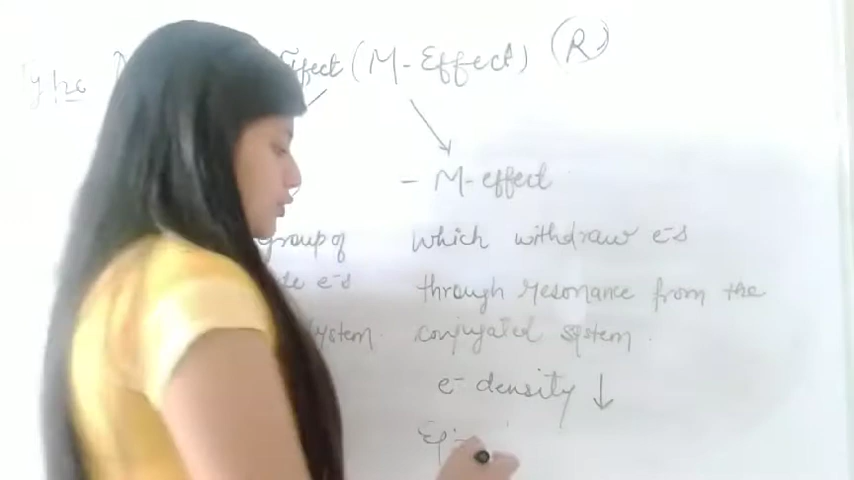 Effect (M-Effect) (R)
- M-effect
group of which withdraw e⁻s
e⁻s through resonance from the
system. conjugated system.
e⁻ density ↓